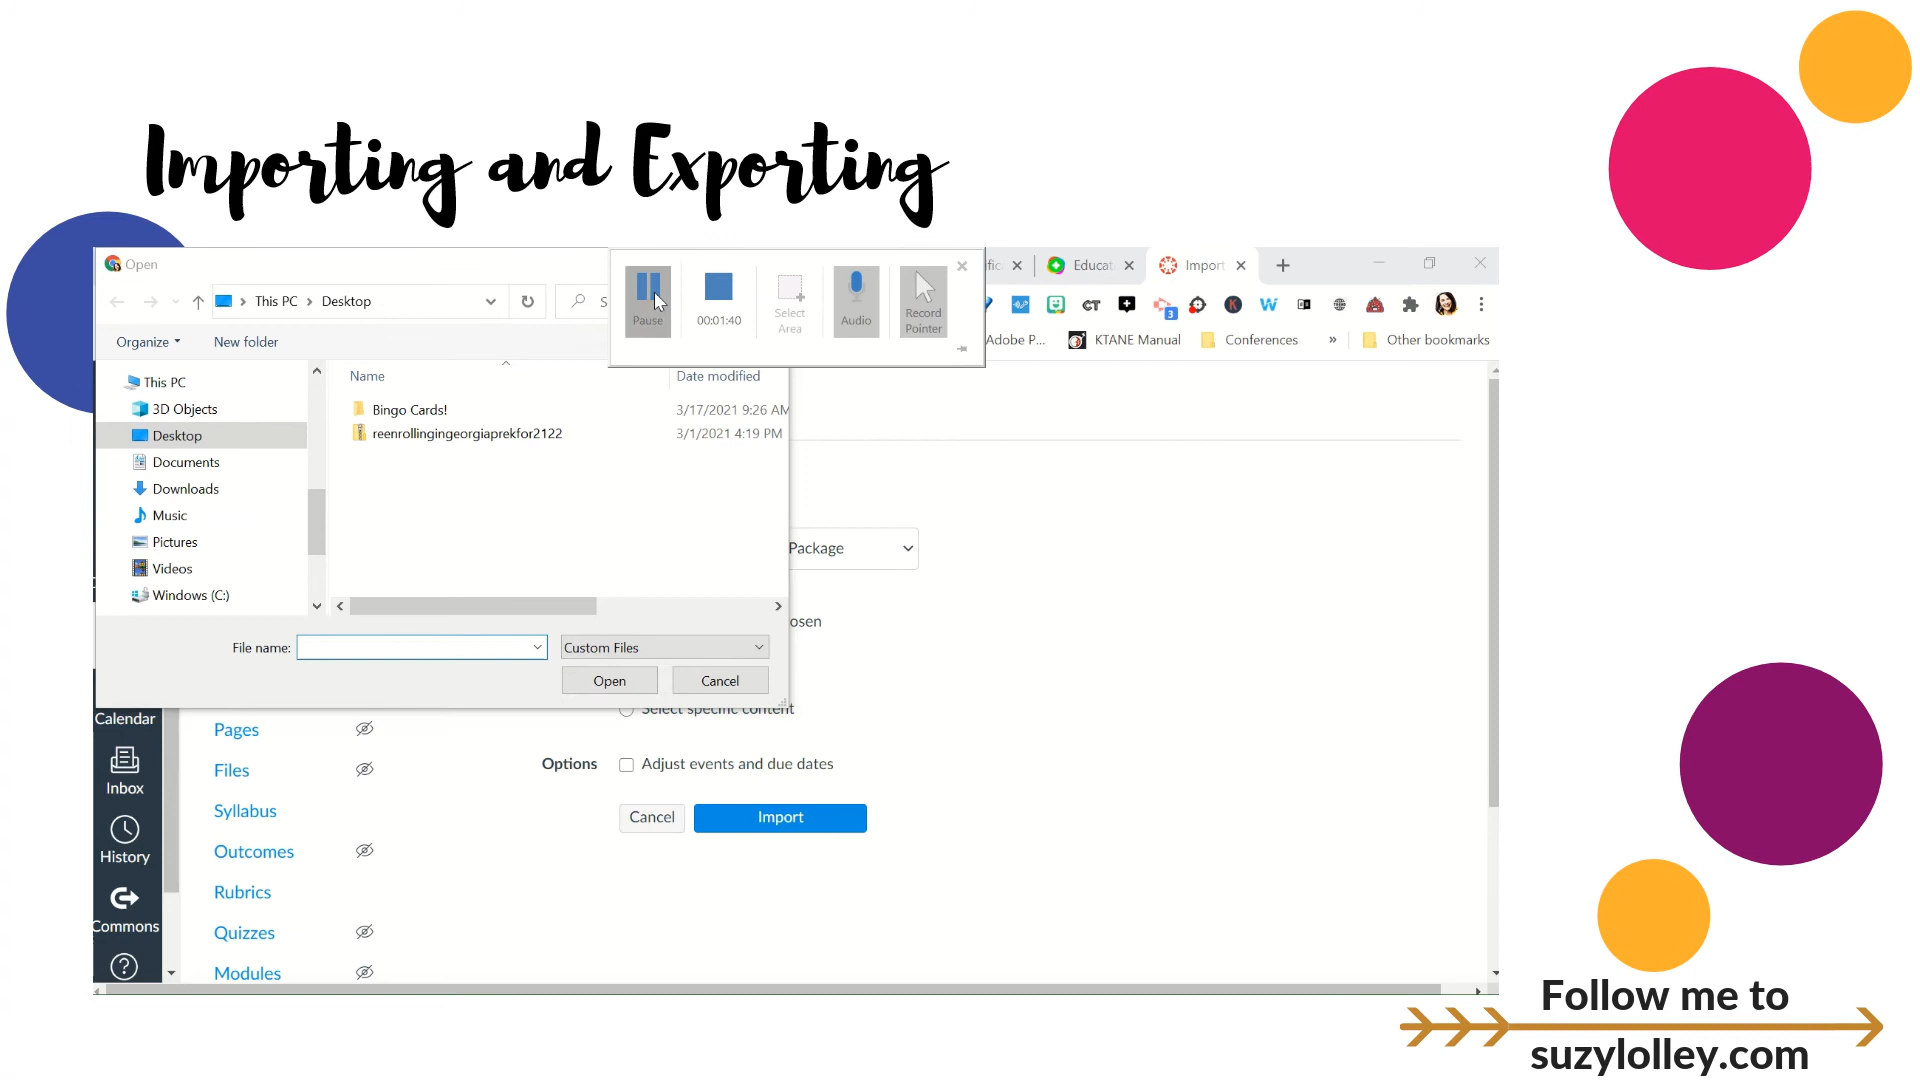 Importing and Exporting
Open
This PC > Desktop
S
Organize
New folder
Pause
00:01:40
Select
Area
Audio
Record
Pointer
Educat
Import
CT
3
K
W
Adobe P...
KTANE Manual
Conferences
»
Other bookmarks
This PC
3D Objects
Desktop
Documents
Downloads
Music
Pictures
Videos
Windows (C:)
Name
Date modified
Bingo Cards!
3/17/2021 9:26 AM
reenrollingingeorgiaprekfor2122
3/1/2021 4:19 PM
File name:
Custom Files
Open
Cancel
Package
osen
Select specific content
Options
Adjust events and due dates
Cancel
Import
Calendar
Inbox
History
Commons
Pages
Files
Syllabus
Outcomes
Rubrics
Quizzes
Modules
Follow me to
suzylolley.com